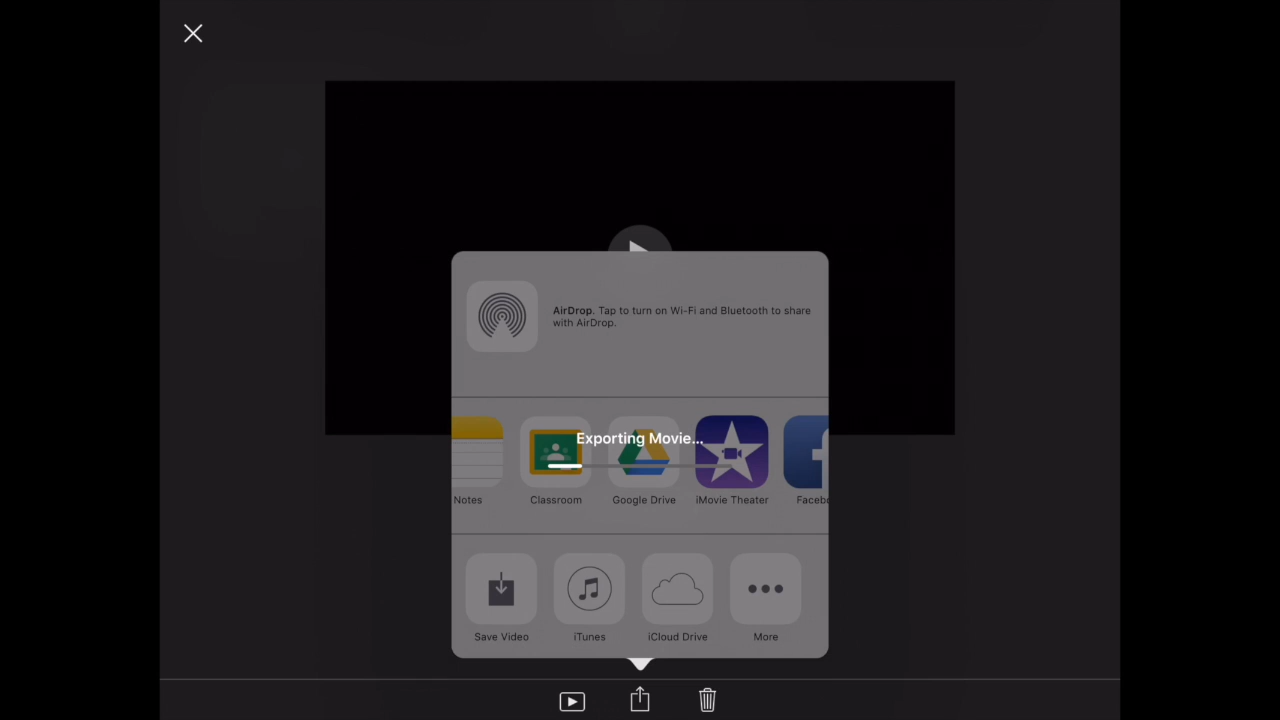 AirDrop. Tap to turn on Wi-Fi and Bluetooth to share
with AirDrop.
Exporting Movie...
Notes
Classroom
Google Drive
iMovie Theater
Facebo
Save Video
iTunes
iCloud Drive
More